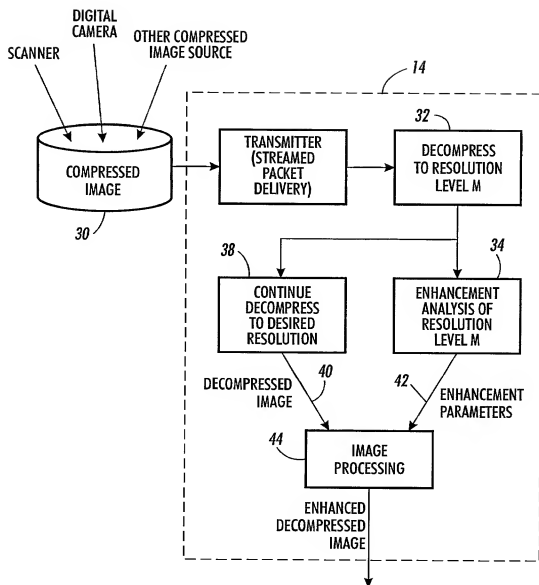 DIGITAL
CAMERA
OTHER COMPRESSED
IMAGE SOURCE
SCANNER
14
32
TRANSMITTER
(STREAMED
PACKET
DELIVERY)
DECOMPRESS
TO RESOLUTION
LEVEL M
COMPRESSED
IMAGE
30
38
34
CONTINUE
DECOMPRESS
TO DESIRED
RESOLUTION
ENHANCEMENT
ANALYSIS OF
RESOLUTION
LEVEL M
DECOMPRESSED
IMAGE
40
42
ENHANCEMENT
PARAMETERS
44
IMAGE
PROCESSING
ENHANCED
DECOMPRESSED
IMAGE